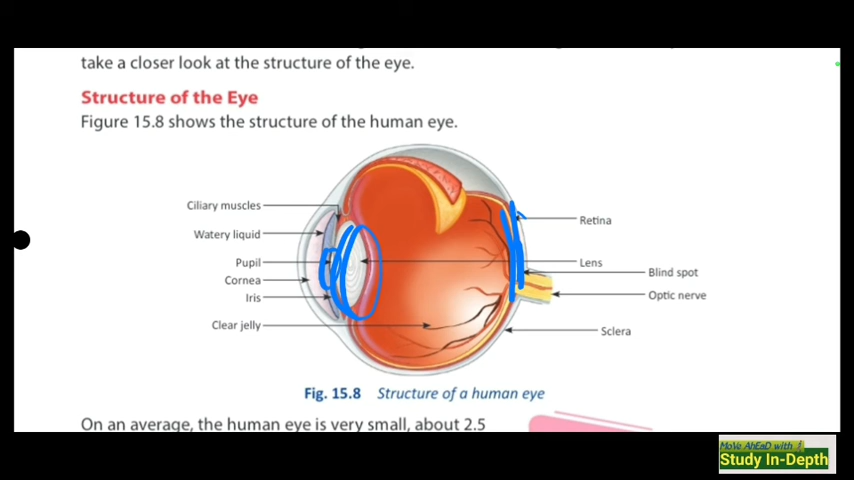 take a closer look at the structure of the eye.
Structure of the Eye
Figure 15.8 shows the structure of the human eye.
Ciliary muscles
Watery liquid
Pupil
Cornea
Iris
Clear jelly
Retina
Lens
Blind spot
Optic nerve
Sclera
Fig. 15.8 Structure of a human eye
On an average, the human eye is very small, about 2.5
MoVe AhEnD with
Study In-Depth